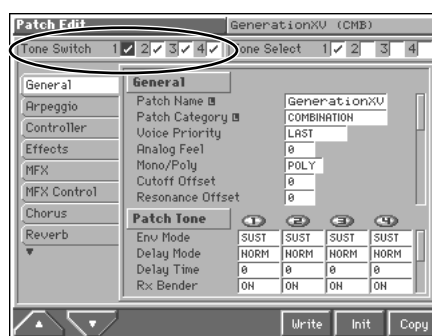 Patch Edit GenerationXV (CMB)
Tone Switch 1 2 3 4 Tone Select 1 2 3 4
General
Arpeggio
Controller
Effects
MFX
MFX Control
Chorus
Reverb
General
Patch Name GenerationXV
Patch Category COMBINATION
Voice Priority LAST
Analog Feel 0
Mono/Poly POLY
Cutoff Offset 0
Resonance Offset 0
Patch Tone 1 2 3 4
Env Mode SUST SUST SUST SUST
Delay Mode NORM NORM NORM NORM
Delay Time 0 0 0 0
Rx Bender ON ON ON ON
Write Init Copy